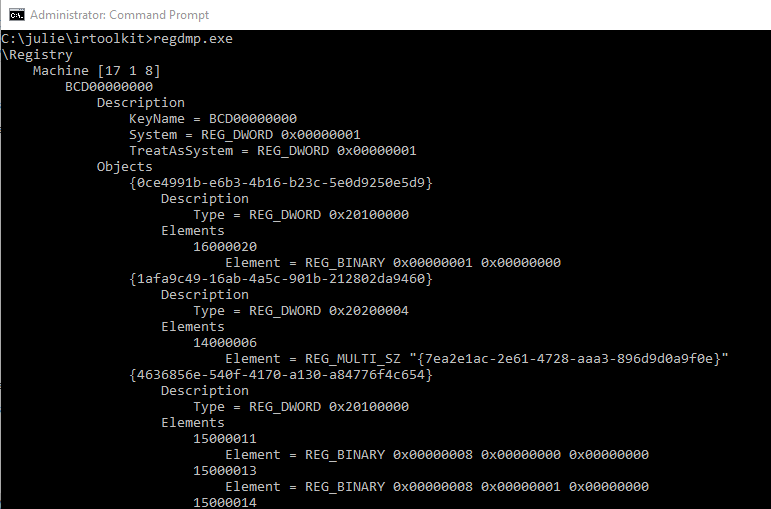 Administrator: Command Prompt
C:\julie\irtoolkit>regdmp.exe
\Registry
    Machine [17 1 8]
        BCD00000000
            Description
                KeyName = BCD00000000
                System = REG_DWORD 0x00000001
                TreatAsSystem = REG_DWORD 0x00000001
            Objects
                {0ce4991b-e6b3-4b16-b23c-5e0d9250e5d9}
                    Description
                        Type = REG_DWORD 0x20100000
                    Elements
                        16000020
                            Element = REG_BINARY 0x00000001 0x00000000
                {1afa9c49-16ab-4a5c-901b-212802da9460}
                    Description
                        Type = REG_DWORD 0x20200004
                    Elements
                        14000006
                            Element = REG_MULTI_SZ "{7ea2e1ac-2e61-4728-aaa3-896d9d0a9f0e}"
                {4636856e-540f-4170-a130-a84776f4c654}
                    Description
                        Type = REG_DWORD 0x20100000
                    Elements
                        15000011
                            Element = REG_BINARY 0x00000008 0x00000000 0x00000000
                        15000013
                            Element = REG_BINARY 0x00000008 0x00000001 0x00000000
                        15000014